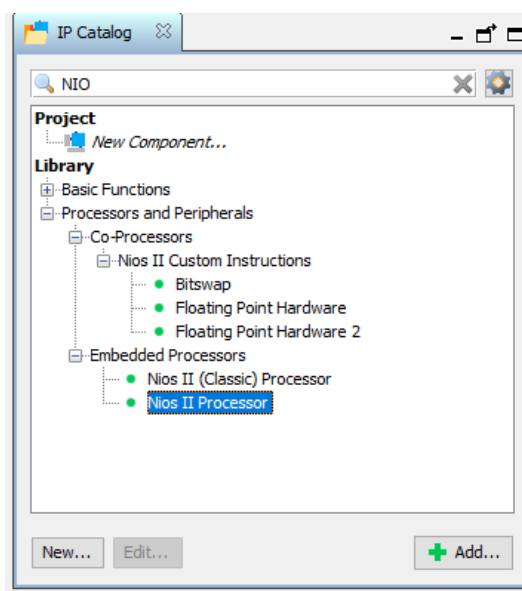 IP Catalog
NIO
Project
New Component...
Library
Basic Functions
Processors and Peripherals
Co-Processors
Nios II Custom Instructions
Bitswap
Floating Point Hardware
Floating Point Hardware 2
Embedded Processors
Nios II (Classic) Processor
Nios II Processor
New... Edit... Add...